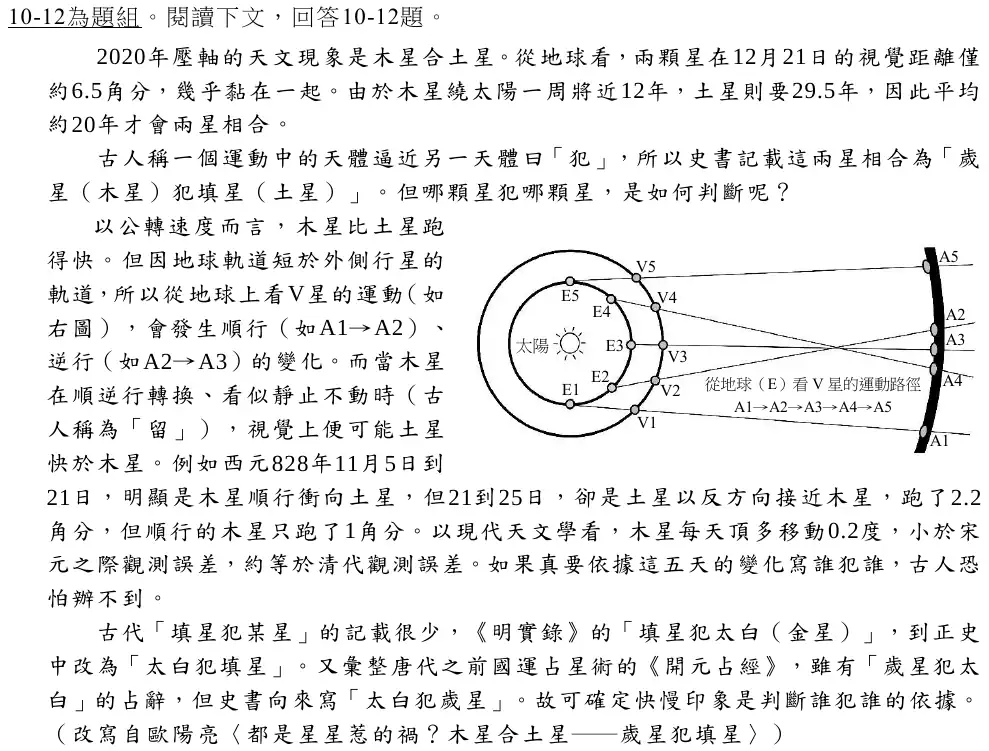 10-12為題組。閱讀下文，回答10-12題。
2020年壓軸的天文現象是木星合土星。從地球看，兩顆星在12月21日的視覺距離僅
約6.5角分，幾乎黏在一起。由於木星繞太陽一周將近12年，土星則要29.5年，因此平均
約20年才會兩星相合。
古人稱一個運動中的天體逼近另一天體曰「犯」，所以史書記載這兩星相合為「歲
星（木星）犯填星（土星）」。但哪顆星犯哪顆星，是如何判斷呢？
以公轉速度而言，木星比土星跑
得快。但因地球軌道短於外側行星的
軌道，所以從地球上看V星的運動（如
右圖），會發生順行（如A1→A2）、
逆行（如A2→A3）的變化。而當木星
在順逆行轉換、看似靜止不動時（古
人稱為「留」），視覺上便可能土星
快於木星。例如西元828年11月5日到
21日，明顯是木星順行衝向土星，但21到25日，卻是土星以反方向接近木星，跑了2.2
角分，但順行的木星只跑了1角分。以現代天文學看，木星每天頂多移動0.2度，小於宋
元之際觀測誤差，約等於清代觀測誤差。如果真要依據這五天的變化寫誰犯誰，古人恐
怕辦不到。
古代「填星犯某星」的記載很少，《明實錄》的「填星犯太白（金星）」，到正史
中改為「太白犯填星」。又彙整唐代之前國運占星術的《開元占經》，雖有「歲星犯太
白」的占辭，但史書向來寫「太白犯歲星」。故可確定快慢印象是判斷誰犯誰的依據。
（改寫自歐陽亮〈都是星星惹的禍？木星合土星——歲星犯填星〉）
V5
A5
E5
V4
E4
A2
太陽
E3
V3
A3
E2
V2
從地球（E）看 V 星的運動路徑
A4
E1
A1→A2→A3→A4→A5
V1
A1